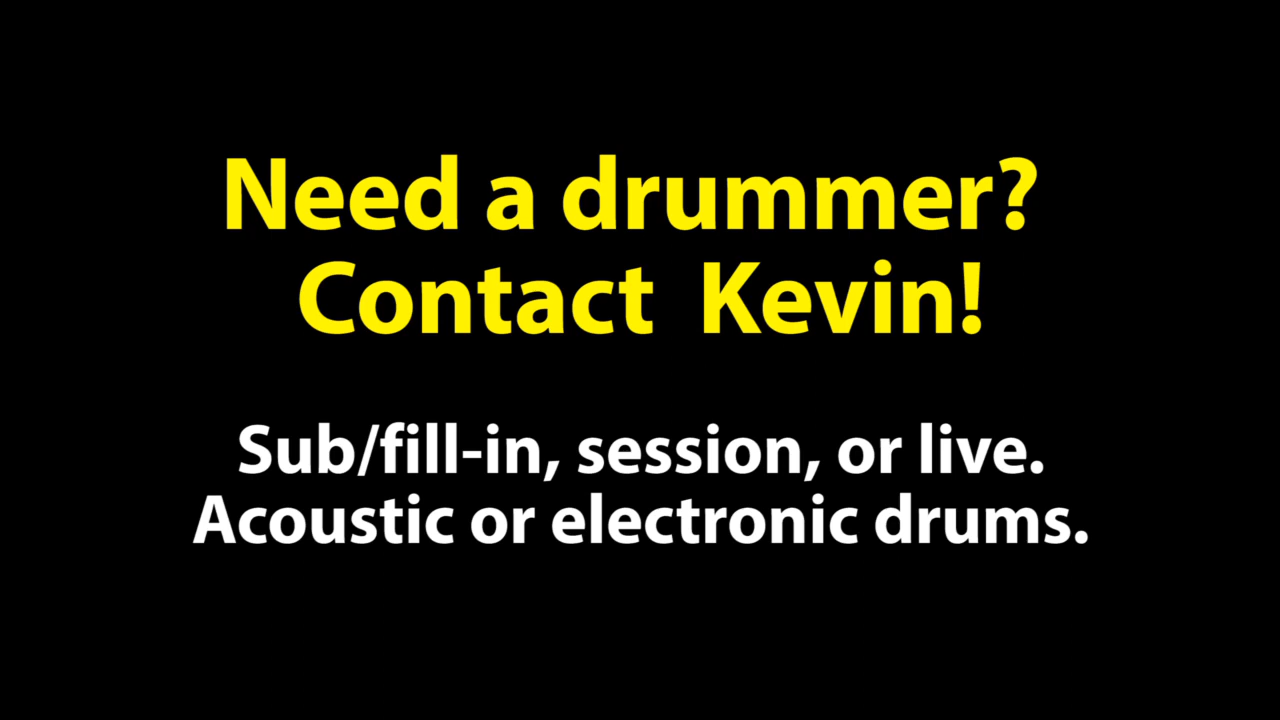 Need a drummer?
Contact  Kevin!
Sub/fill-in, session, or live.
Acoustic or electronic drums.